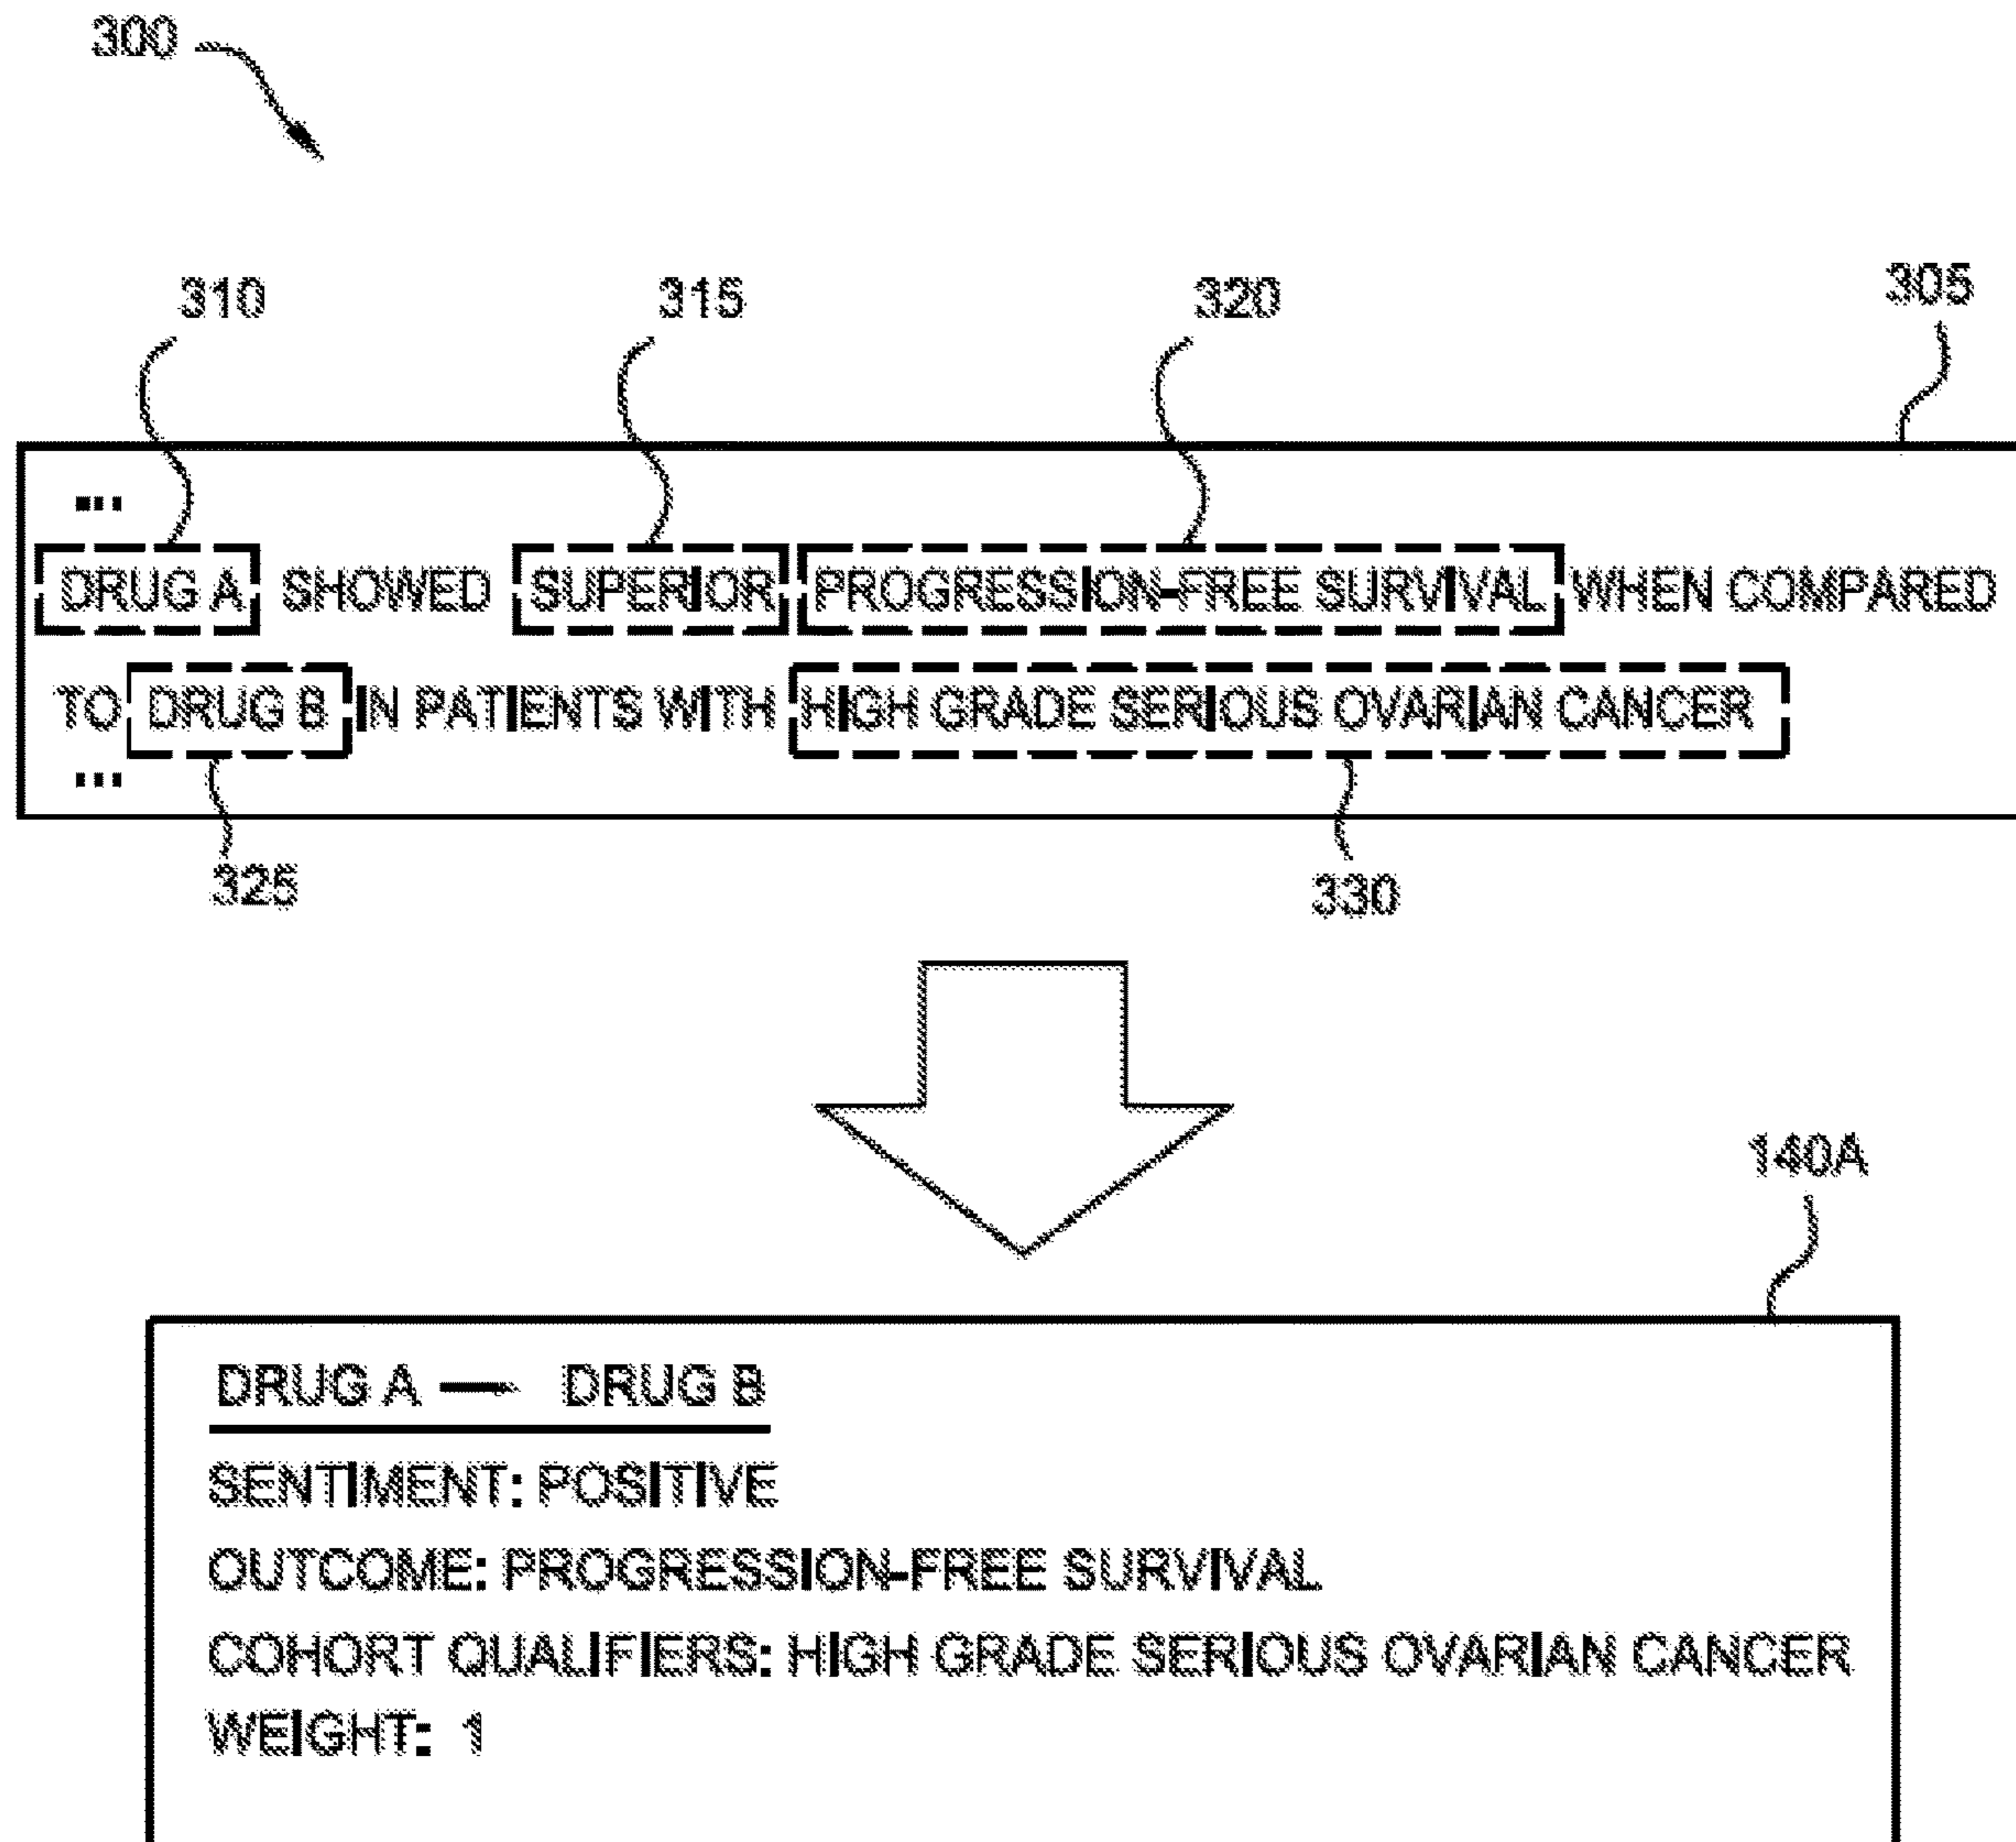 300
310 315 320 305
...
DRUG A SHOWED SUPERIOR PROGRESSION-FREE SURVIVAL WHEN COMPARED
TO DRUG B IN PATIENTS WITH HIGH GRADE SERIOUS OVARIAN CANCER
...
325 330
140A
DRUG A — DRUG B
SENTIMENT: POSITIVE
OUTCOME: PROGRESSION-FREE SURVIVAL
COHORT QUALIFIERS: HIGH GRADE SERIOUS OVARIAN CANCER
WEIGHT: 1